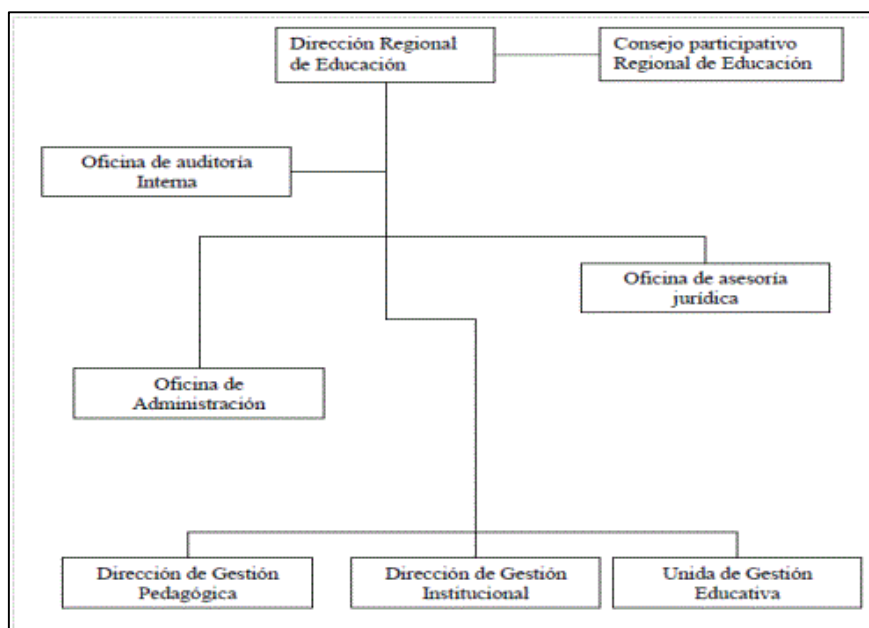 Dirección Regional
de Educación
Consejo participativo
Regional de Educación
Oficina de auditoría
Interna
Oficina de asesoría
jurídica
Oficina de
Administración
Dirección de Gestión
Pedagógica
Dirección de Gestión
Institucional
Unida de Gestión
Educativa